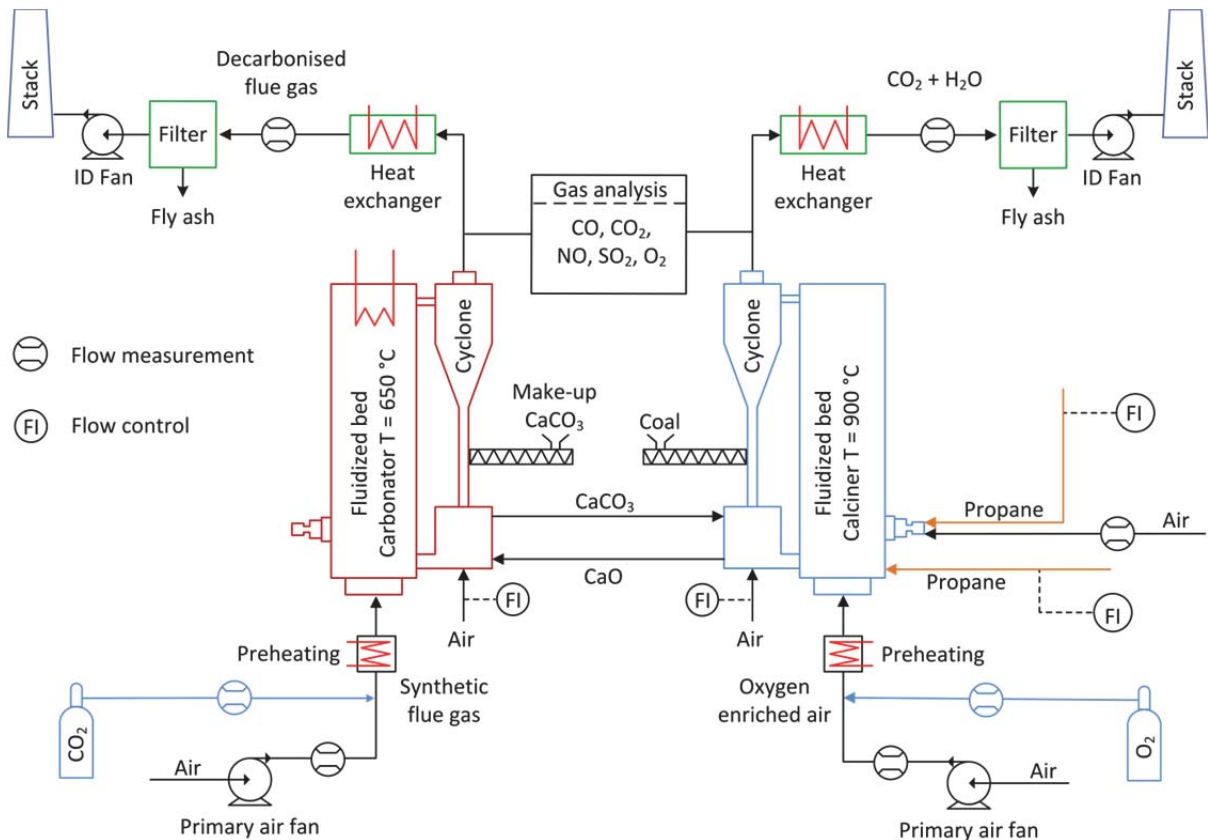 Stack
Decarbonised
flue gas
Filter
ID Fan
Fly ash
Heat
exchanger
Gas analysis
CO, CO₂,
NO, SO₂, O₂
CO₂ + H₂O
Heat
exchanger
Filter
ID Fan
Fly ash
Stack
Flow measurement
FI
Flow control
Fluidized bed
Carbonator T = 650 °C
Cyclone
Make-up
CaCO₃
Coal
Cyclone
Fluidized bed
Calciner T = 900 °C
FI
Propane
Air
Propane
FI
CaCO₃
CaO
FI
Air
FI
Air
Preheating
Synthetic
flue gas
CO₂
Air
Primary air fan
Preheating
Oxygen
enriched air
O₂
Air
Primary air fan